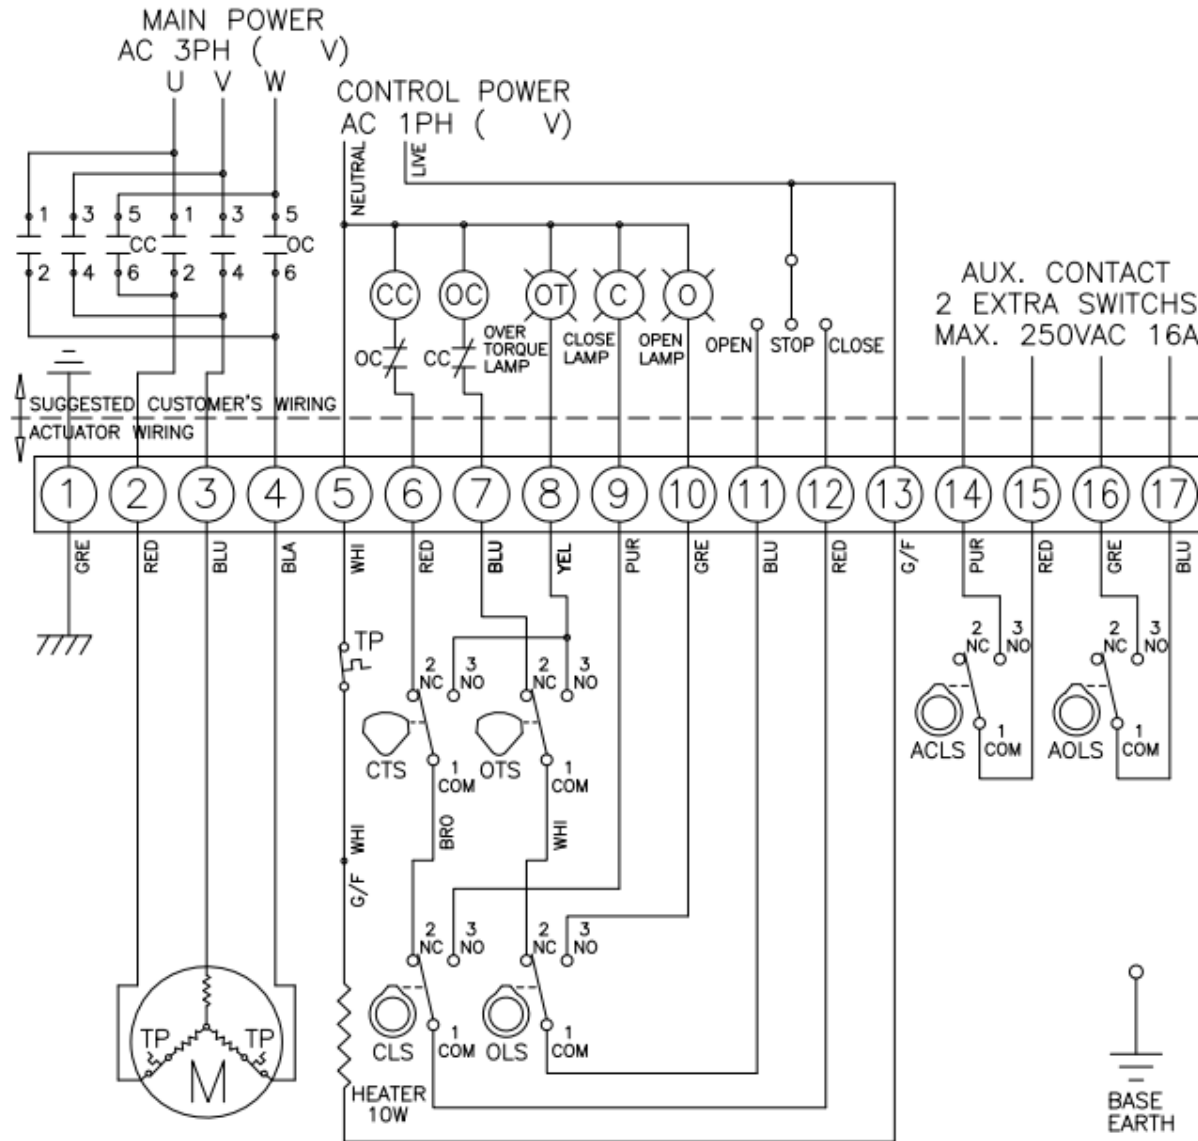 MAIN POWER
AC 3PH ( V)
U V W
CONTROL POWER
AC 1PH ( V)
NEUTRAL
LIVE
1 3 5 1 3 5
CC OC
2 4 6 2 4 6
CC OC OT C O
OC CC
OVER
TORQUE
LAMP
CLOSE
LAMP
OPEN
LAMP
OPEN STOP CLOSE
AUX. CONTACT
2 EXTRA SWITCHS
MAX. 250VAC 16A
SUGGESTED CUSTOMER'S WIRING
ACTUATOR WIRING
1 2 3 4 5 6 7 8 9 10 11 12 13 14 15 16 17
GRE RED BLU BLA WHI RED BLU YEL PUR GRE BLU RED G/F PUR RED GRE BLU
TP
2 3 2 3 2 3 2 3
NC NO NC NO NC NO NC NO
CTS 1 OTS 1 ACLS 1 AOLS 1
COM COM COM COM
WHI BRO WHI
G/F
2 3 2 3
NC NO NC NO
CLS 1 OLS 1
COM COM
TP TP
M
HEATER
10W
BASE
EARTH